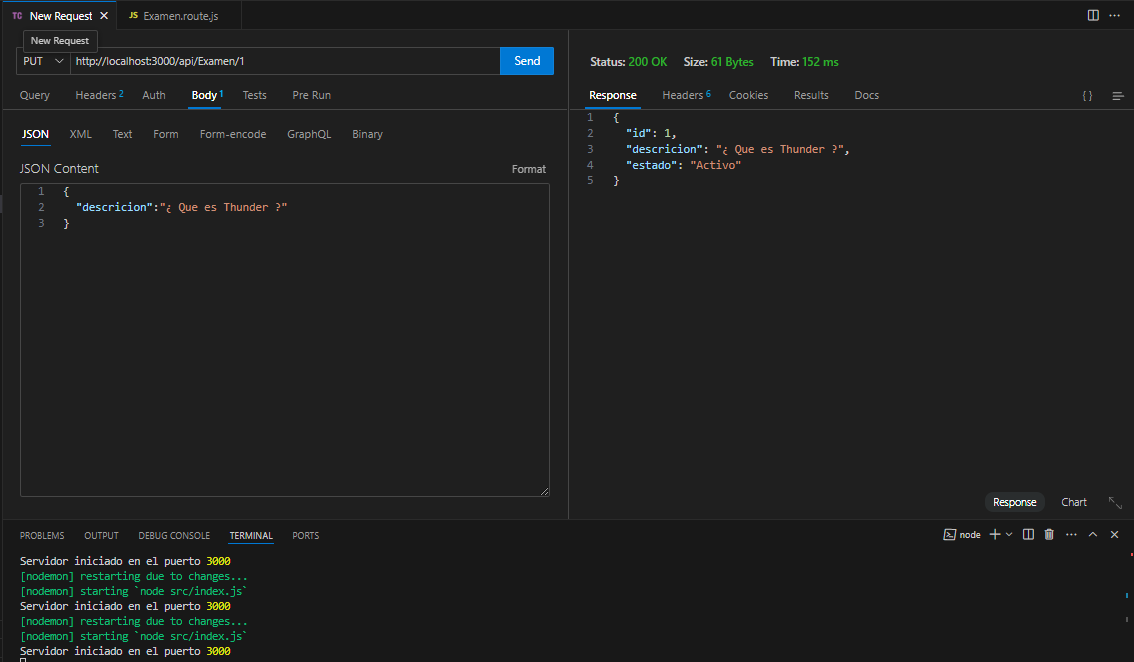 TC New Request × JS Examen.route.js
New Request
PUT http://localhost:3000/api/Examen/1 Send
Query Headers 2 Auth Body 1 Tests Pre Run
JSON XML Text Form Form-encode GraphQL Binary
JSON Content Format
1 {
2 "descricion":"¿ Que es Thunder ?"
3 }
Status: 200 OK Size: 61 Bytes Time: 152 ms
Response Headers 6 Cookies Results Docs { }
1 {
2 "id": 1,
3 "descricion": "¿ Que es Thunder ?",
4 "estado": "Activo"
5 }
Response Chart
PROBLEMS OUTPUT DEBUG CONSOLE TERMINAL PORTS node
Servidor iniciado en el puerto 3000
[nodemon] restarting due to changes...
[nodemon] starting `node src/index.js`
Servidor iniciado en el puerto 3000
[nodemon] restarting due to changes...
[nodemon] starting `node src/index.js`
Servidor iniciado en el puerto 3000